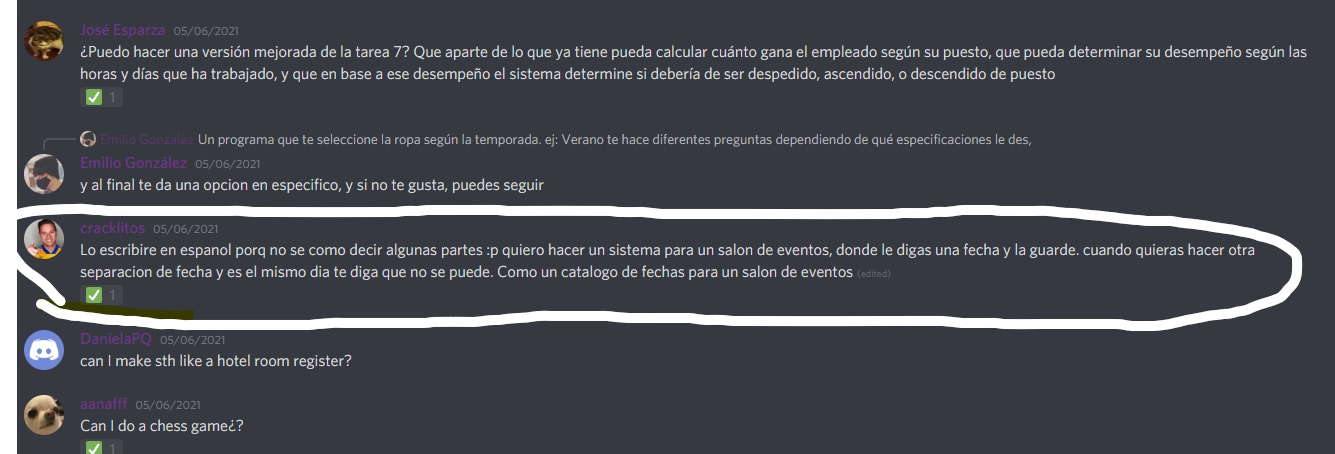 José Esparza 05/06/2021
¿Puedo hacer una versión mejorada de la tarea 7? Que aparte de lo que ya tiene pueda calcular cuánto gana el empleado según su puesto, que pueda determinar su desempeño según las
horas y días que ha trabajado, y que en base a ese desempeño el sistema determine si debería de ser despedido, ascendido, o descendido de puesto
1
Emilio González Un programa que te seleccione la ropa según la temporada. ej: Verano te hace diferentes preguntas dependiendo de qué especificaciones le des,
Emilio González 05/06/2021
y al final te da una opcion en especifico, y si no te gusta, puedes seguir
cracklitos 05/06/2021
Lo escribire en espanol porq no se como decir algunas partes :p quiero hacer un sistema para un salon de eventos, donde le digas una fecha y la guarde. cuando quieras hacer otra
separacion de fecha y es el mismo dia te diga que no se puede. Como un catalogo de fechas para un salon de eventos (edited)
1
DanielaPQ 05/06/2021
can I make sth like a hotel room register?
aanafff 05/06/2021
Can I do a chess game¿?
1